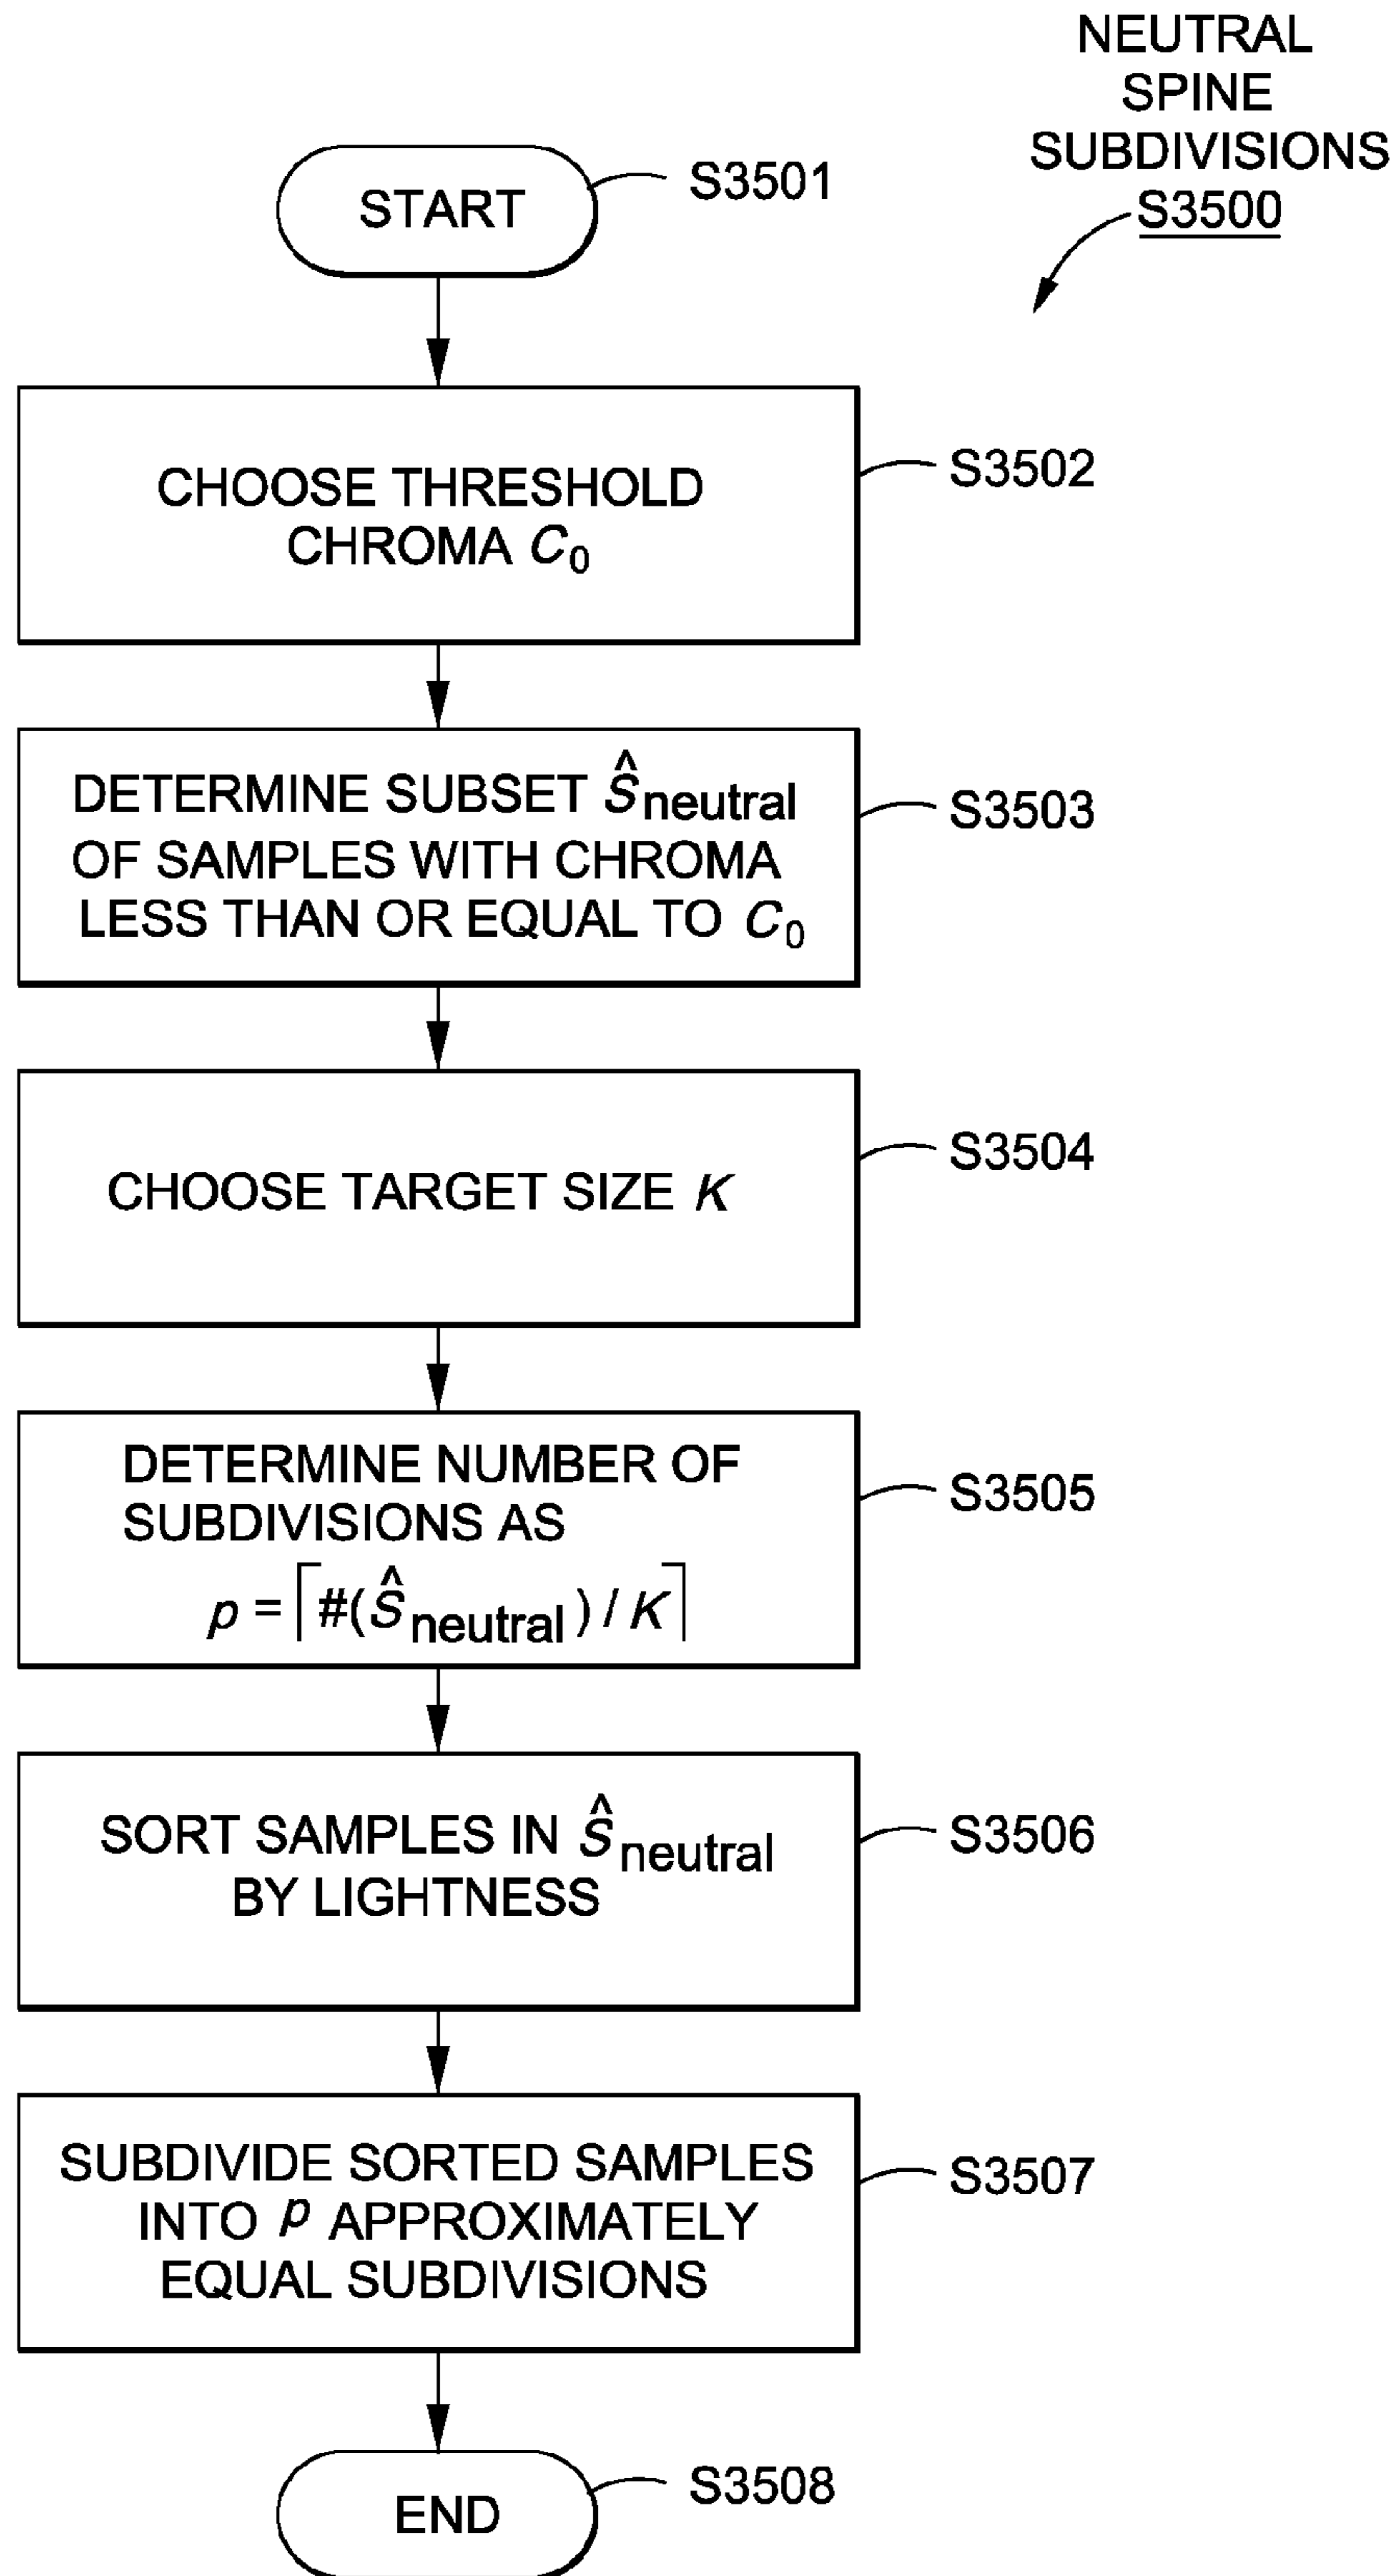 NEUTRAL
SPINE
SUBDIVISIONS
S3500
START
S3501
CHOOSE THRESHOLD
CHROMA C₀
S3502
DETERMINE SUBSET Ŝneutral
OF SAMPLES WITH CHROMA
LESS THAN OR EQUAL TO C₀
S3503
CHOOSE TARGET SIZE K
S3504
DETERMINE NUMBER OF
SUBDIVISIONS AS
p = ⌈#(Ŝneutral) / K⌉
S3505
SORT SAMPLES IN Ŝneutral
BY LIGHTNESS
S3506
SUBDIVIDE SORTED SAMPLES
INTO p APPROXIMATELY
EQUAL SUBDIVISIONS
S3507
END
S3508